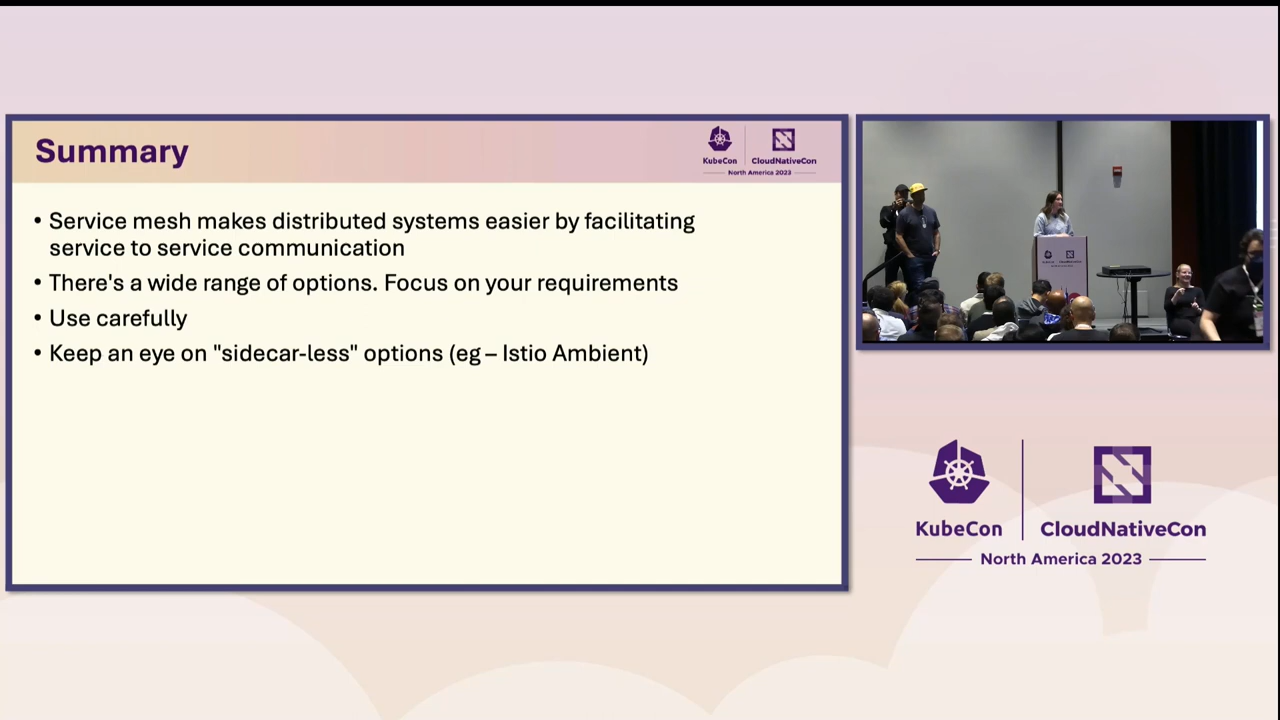 Summary
KubeCon
CloudNativeCon
North America 2023
• Service mesh makes distributed systems easier by facilitating
service to service communication
• There's a wide range of options. Focus on your requirements
• Use carefully
• Keep an eye on "sidecar-less" options (eg – Istio Ambient)
KubeCon
CloudNativeCon
North America 2023